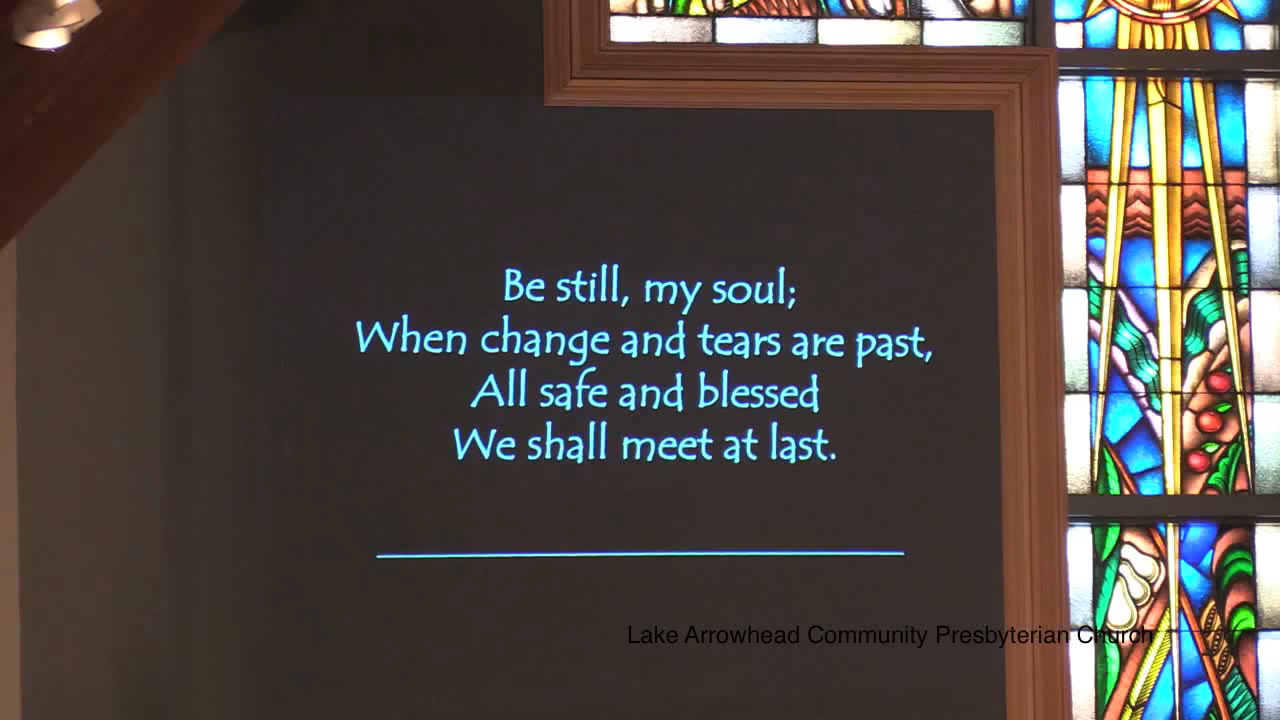 Be still, my soul;
When change and tears are past,
All safe and blessed
We shall meet at last.
Lake Arrowhead Community Presbyterian Church